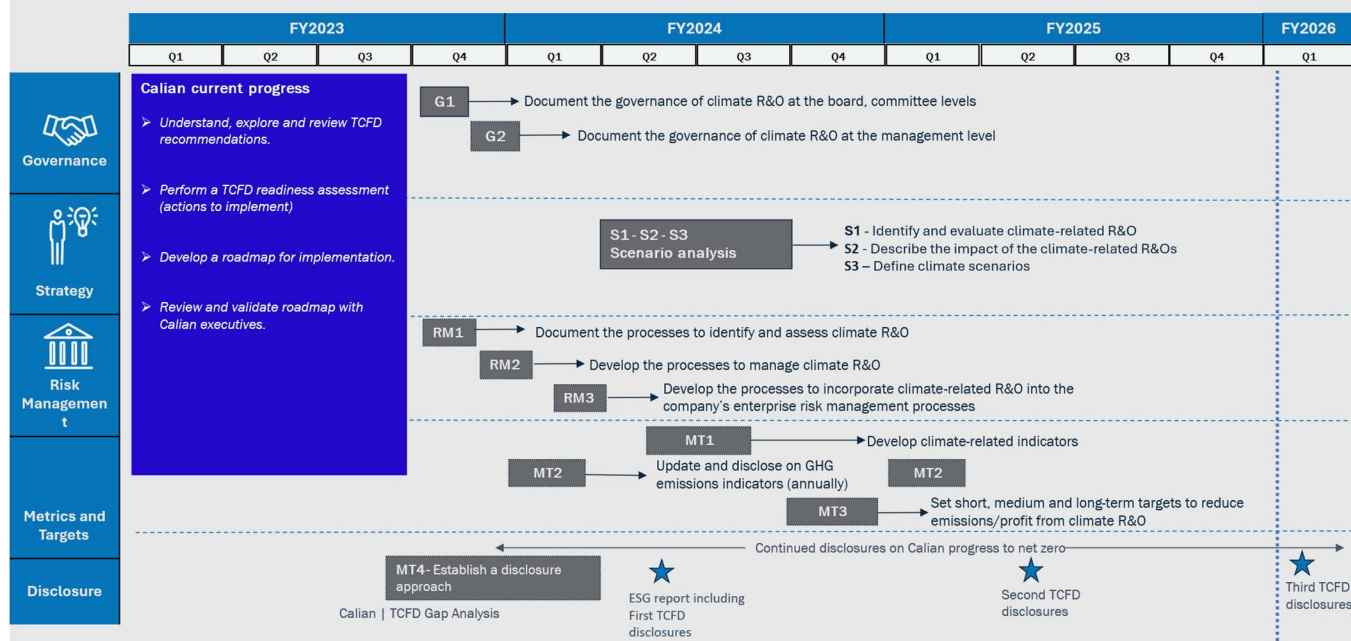 FY2023
FY2024
FY2025
FY2026
Q1
Q2
Q3
Q4
Q1
Q2
Q3
Q4
Q1
Q2
Q3
Q4
Q1
Governance
Calian current progress
Understand, explore and review TCFD
recommendations.
Perform a TCFD readiness assessment
(actions to implement)
Develop a roadmap for implementation.
Review and validate roadmap with
Calian executives.
G1
Document the governance of climate R&O at the board, committee levels
G2
Document the governance of climate R&O at the management level
Strategy
S1 - S2 - S3
Scenario analysis
S1 - Identify and evaluate climate-related R&O
S2 - Describe the impact of the climate-related R&Os
S3 – Define climate scenarios
Risk
Managemen
t
RM1
Document the processes to identify and assess climate R&O
RM2
Develop the processes to manage climate R&O
RM3
Develop the processes to incorporate climate-related R&O into the
company's enterprise risk management processes
Metrics and
Targets
MT1
Develop climate-related indicators
MT2
Update and disclose on GHG
emissions indicators (annually)
MT2
MT3
Set short, medium and long-term targets to reduce
emissions/profit from climate R&O
Continued disclosures on Calian progress to net zero
Disclosure
MT4- Establish a disclosure
approach
Calian | TCFD Gap Analysis
ESG report including
First TCFD
disclosures
Second TCFD
disclosures
Third TCFD
disclosures